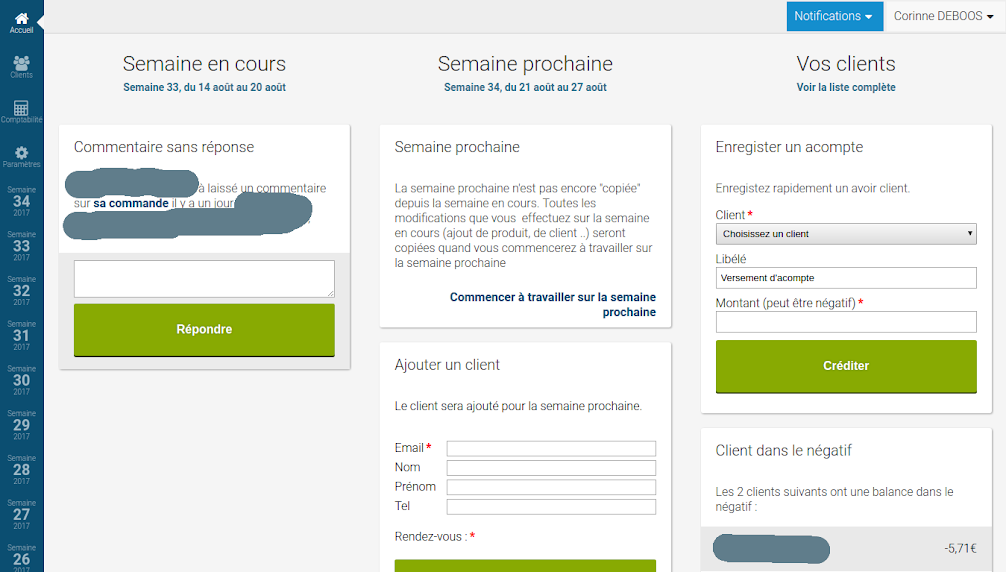 Accueil
Clients
Comptabilité
Paramètres
Semaine
34
2017
Semaine
33
2017
Semaine
32
2017
Semaine
31
2017
Semaine
30
2017
Semaine
29
2017
Semaine
28
2017
Semaine
27
2017
Semaine
26
2017
Notifications
Corinne DEBOOS
Semaine en cours
Semaine 33, du 14 août au 20 août
Commentaire sans réponse
à laissé un commentaire
sur sa commande il y a un jour
Répondre
Semaine prochaine
Semaine 34, du 21 août au 27 août
Semaine prochaine
La semaine prochaine n'est pas encore "copiée"
depuis la semaine en cours. Toutes les
modifications que vous effectuez sur la semaine
en cours (ajout de produit, de client ..) seront
copiées quand vous commencerez à travailler sur
la semaine prochaine
Commencer à travailler sur la semaine
prochaine
Ajouter un client
Le client sera ajouté pour la semaine prochaine.
Email *
Nom
Prénom
Tel
Rendez-vous : *
Vos clients
Voir la liste complète
Enregister un acompte
Enregistez rapidement un avoir client.
Client *
Choisissez un client
Libélé
Versement d'acompte
Montant (peut être négatif) *
Créditer
Client dans le négatif
Les 2 clients suivants ont une balance dans le
négatif :
-5,71€